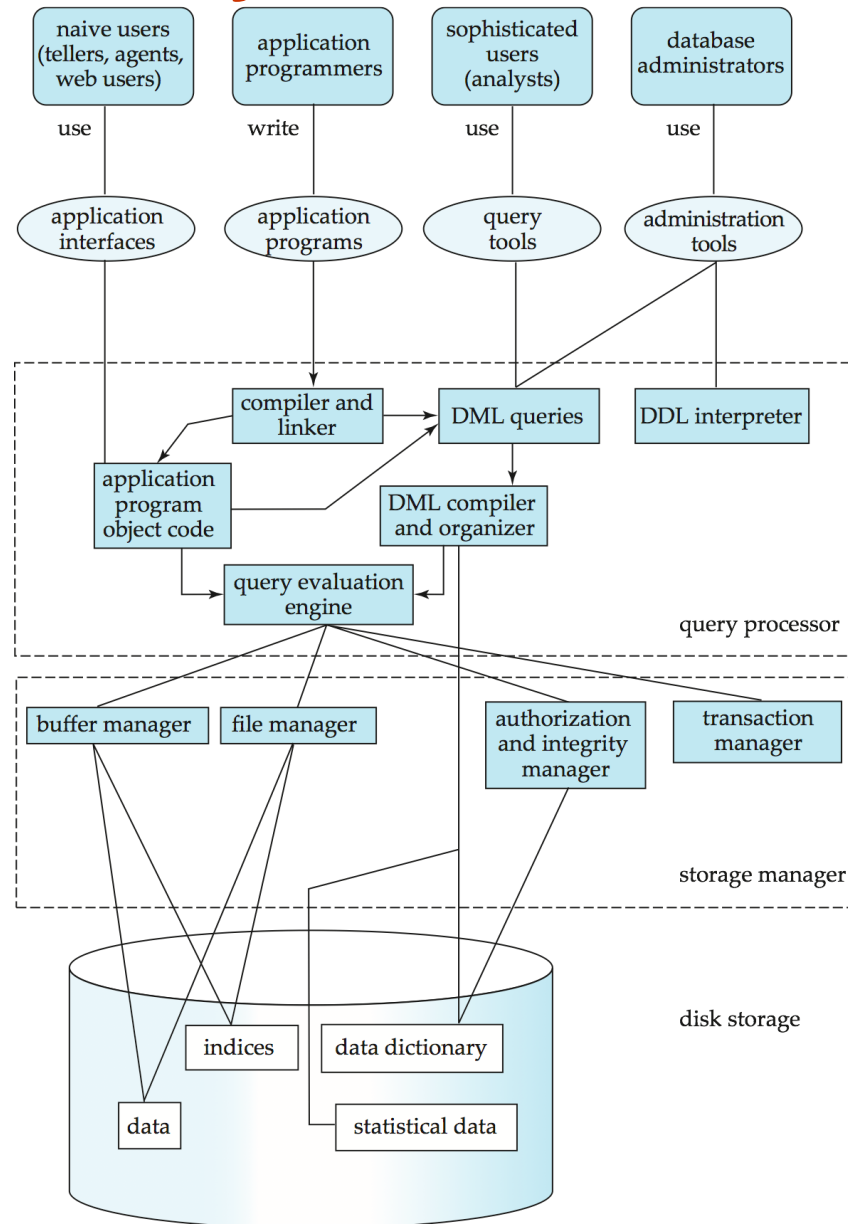 naive users
(tellers, agents,
web users)
application
programmers
sophisticated
users
(analysts)
database
administrators
use
write
use
use
application
interfaces
application
programs
query
tools
administration
tools
compiler and
linker
DML queries
DDL interpreter
application
program
object code
DML compiler
and organizer
query evaluation
engine
query processor
buffer manager
file manager
authorization
and integrity
manager
transaction
manager
storage manager
disk storage
indices
data dictionary
data
statistical data